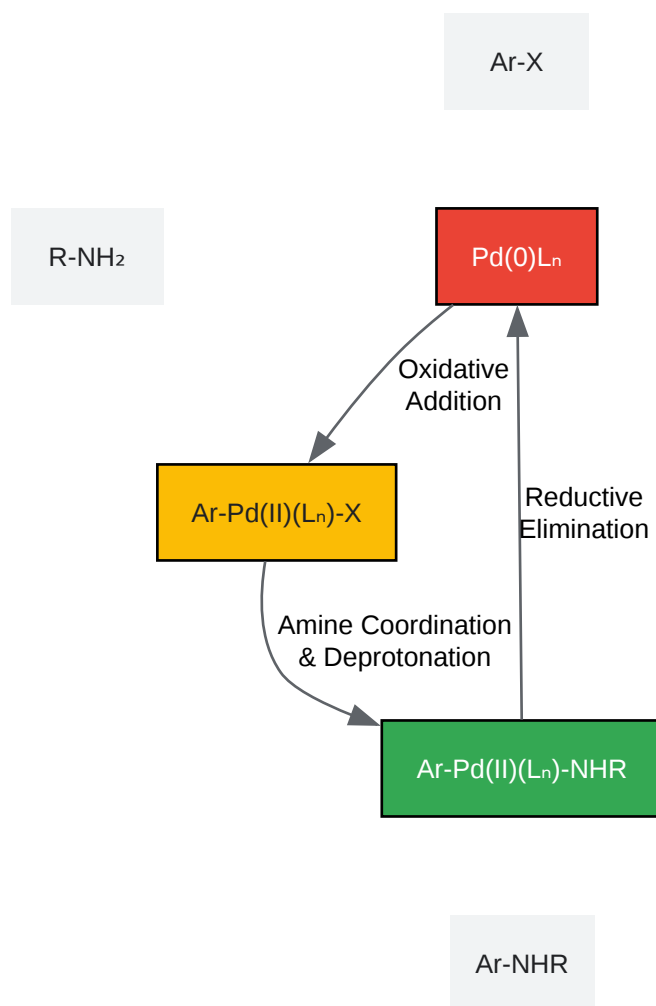 Ar-X
R-NH₂
Pd(0)Lₙ
Oxidative
Addition
Ar-Pd(II)(Lₙ)-X
Reductive
Elimination
Amine Coordination
& Deprotonation
Ar-Pd(II)(Lₙ)-NHR
Ar-NHR